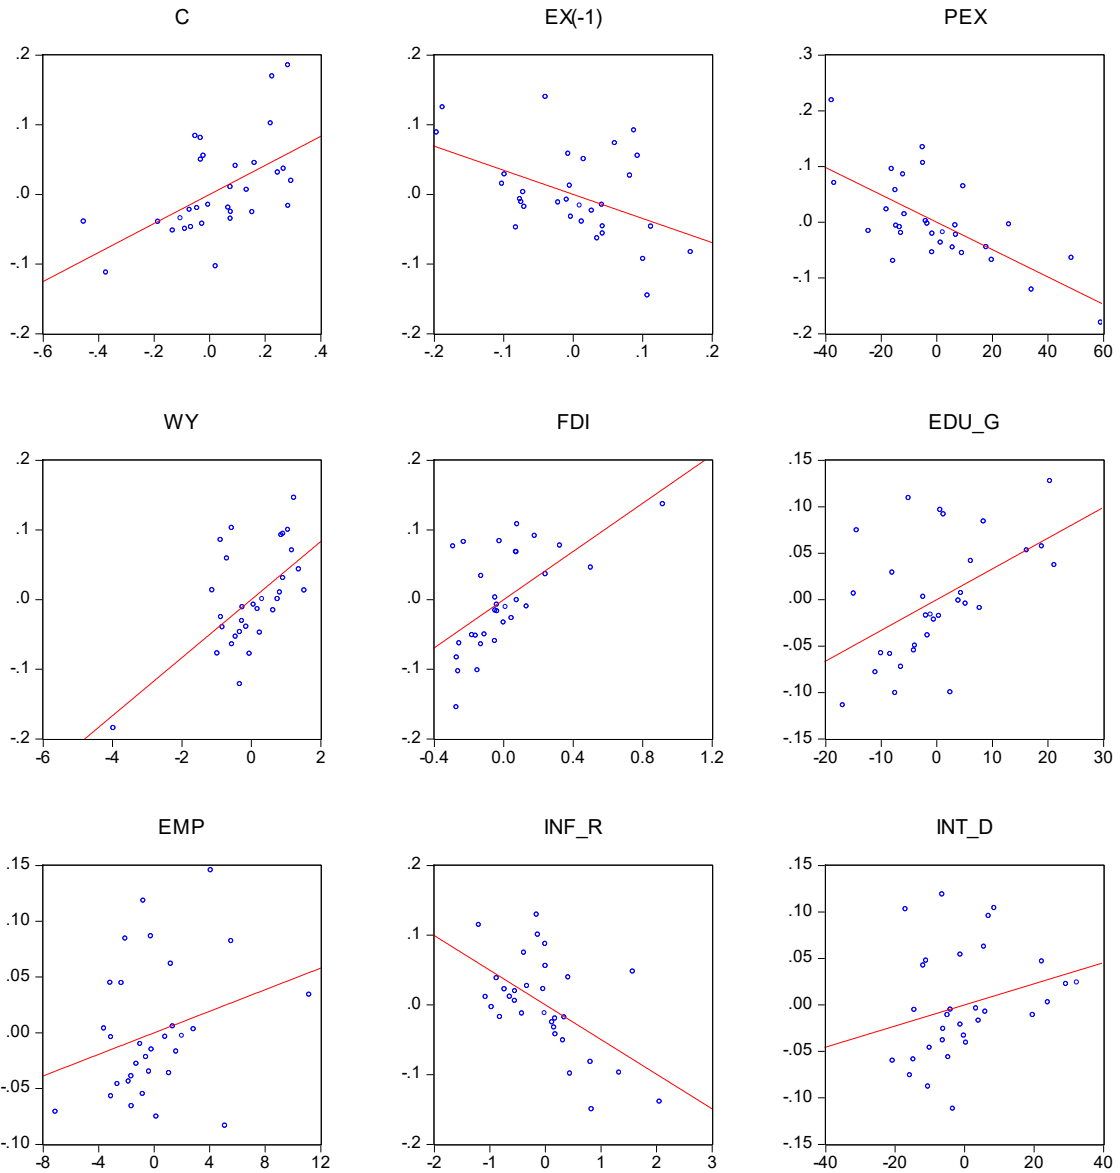 C
.2
.1
.0
-.1
-.2
-.6 -.4 -.2 .0 .2 .4
EX(-1)
.2
.1
.0
-.1
-.2
-.2 -.1 .0 .1 .2
PEX
.3
.2
.1
.0
-.1
-.2
-40 -20 0 20 40 60
WY
.2
.1
.0
-.1
-.2
-6 -4 -2 0 2
FDI
.2
.1
.0
-.1
-.2
-0.4 0.0 0.4 0.8 1.2
EDU_G
.15
.10
.05
.00
-.05
-.10
-.15
-20 -10 0 10 20 30
EMP
.15
.10
.05
.00
-.05
-.10
-8 -4 0 4 8 12
INF_R
.2
.1
.0
-.1
-.2
-2 -1 0 1 2 3
INT_D
.15
.10
.05
.00
-.05
-.10
-.15
-40 -20 0 20 40